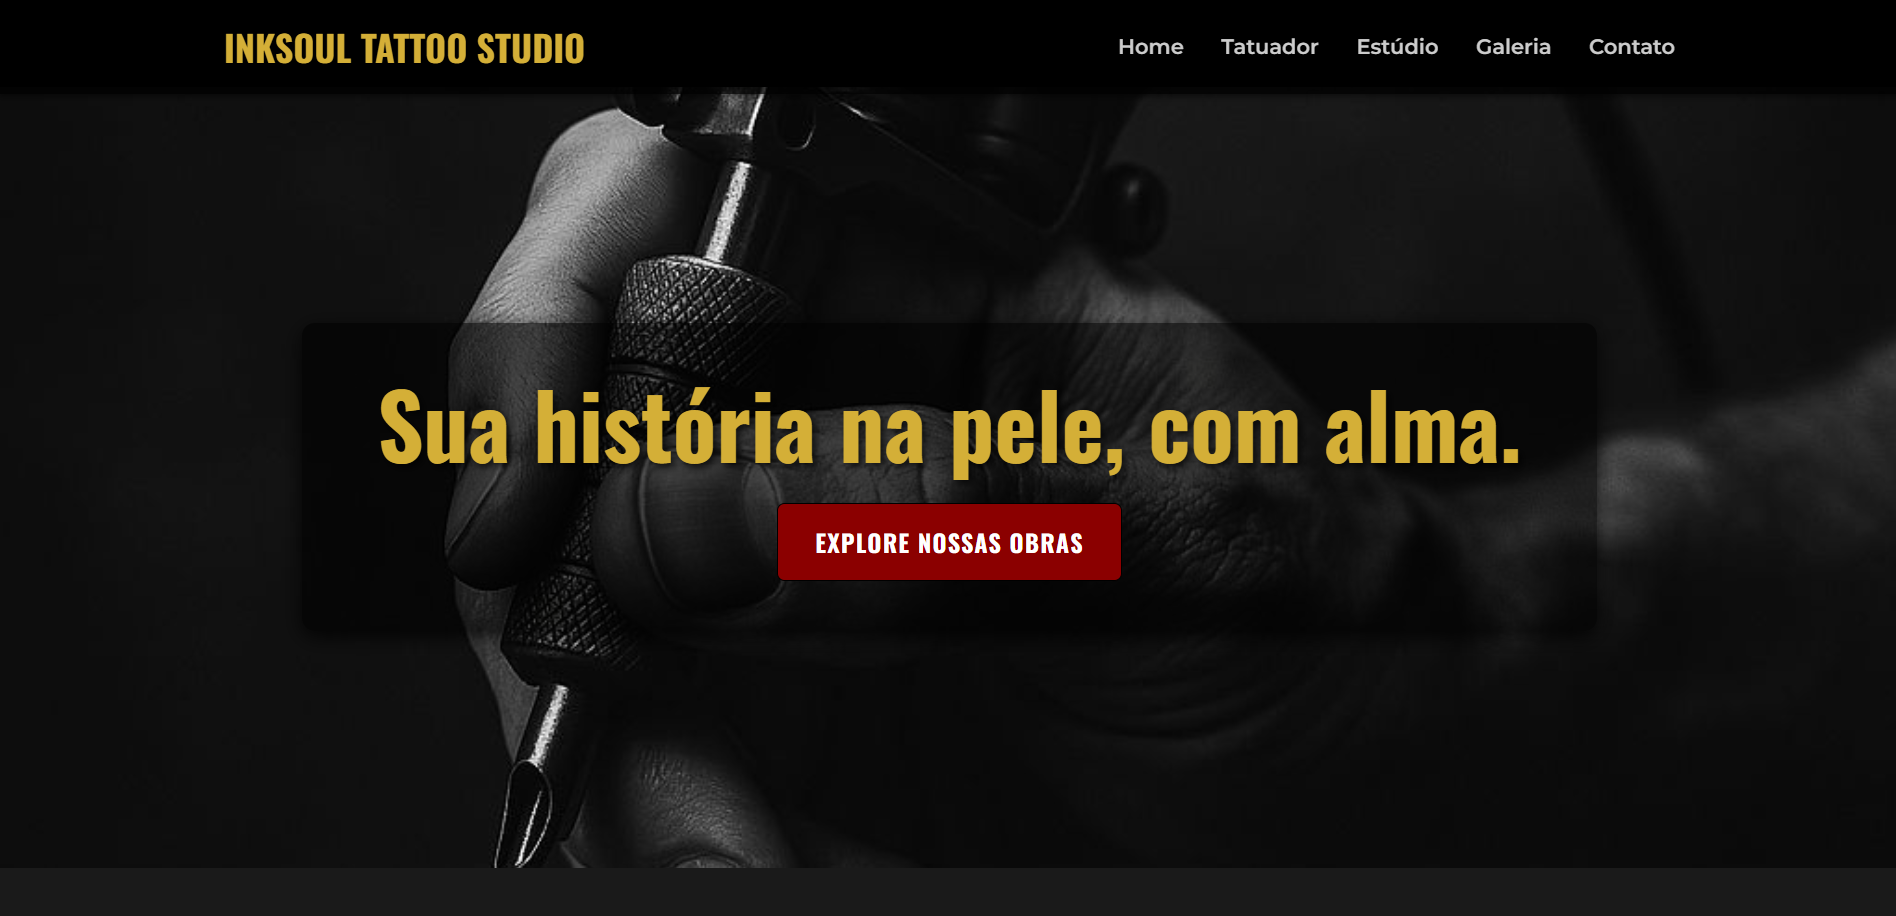 INKSOUL TATTOO STUDIO
Home Tatuador Estúdio Galeria Contato
Sua história na pele, com alma.
EXPLORE NOSSAS OBRAS